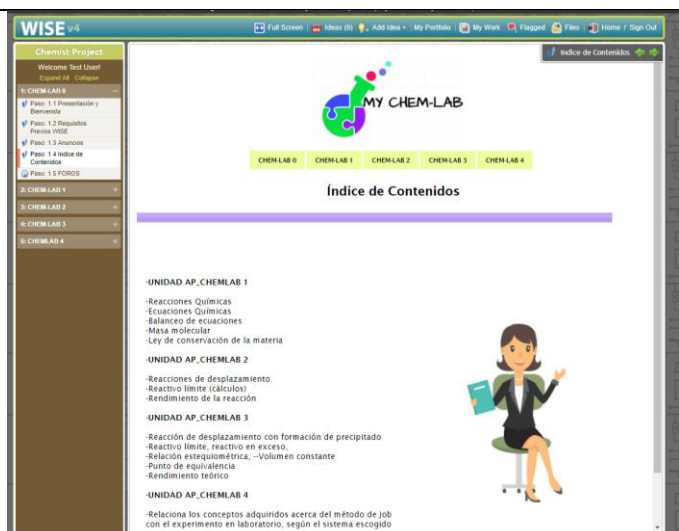 WISE v4
Full Screen
Ideas (0)
Add Idea +
My Portfolio
My Work
Flagged
Files
Home / Sign Out
Chemist Project
Welcome Test User!
Expand All Collapse
1: CHEM-LAB 0
Paso: 1.1 Presentación y
Bienvenida
Paso: 1.2 Requisitos
Previos WISE
Paso: 1.3 Anuncios
Paso: 1.4 Indice de
Contenidos
Paso: 1.5 FOROS
2: CHEM-LAB 1
3: CHEM-LAB 2
4: CHEM-LAB 3
5: CHEMLAB 4
Indice de Contenidos
MY CHEM-LAB
CHEM-LAB 0 CHEM-LAB 1 CHEM-LAB 2 CHEM-LAB 3 CHEM-LAB 4
Índice de Contenidos
-UNIDAD AP_CHEMLAB 1
-Reacciones Químicas
-Ecuaciones Químicas
-Balanceo de ecuaciones
-Masa molecular
-Ley de conservación de la materia
-UNIDAD AP_CHEMLAB 2
-Reacciones de desplazamiento.
-Reactivo límite (cálculos)
-Rendimiento de la reacción
-UNIDAD AP_CHEMLAB 3
-Reacción de desplazamiento con formación de precipitado
-Reactivo límite, reactivo en exceso,
-Relación estequiométrica, --Volumen constante
-Punto de equivalencia
-Rendimiento teórico
-UNIDAD AP_CHEMLAB 4
-Relaciona los conceptos adquiridos acerca del método de Job
con el experimento en laboratorio, según el sistema escogido